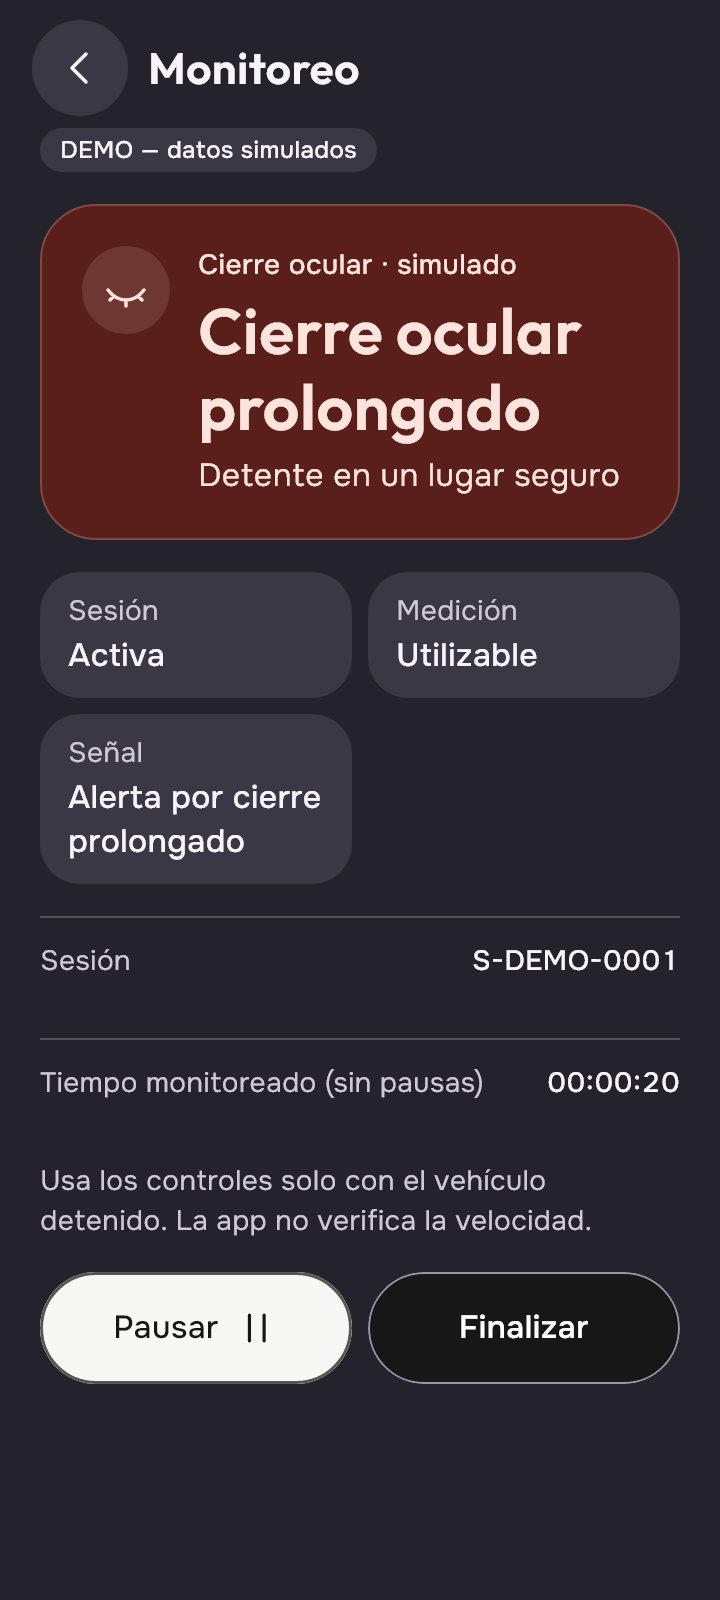 Monitoreo
DEMO — datos simulados
Cierre ocular · simulado
Cierre ocular
prolongado
Detente en un lugar seguro
Sesión
Activa
Medición
Utilizable
Señal
Alerta por cierre
prolongado
Sesión
S-DEMO-0001
Tiempo monitoreado (sin pausas)
00:00:20
Usa los controles solo con el vehículo
detenido. La app no verifica la velocidad.
Pausar
Finalizar